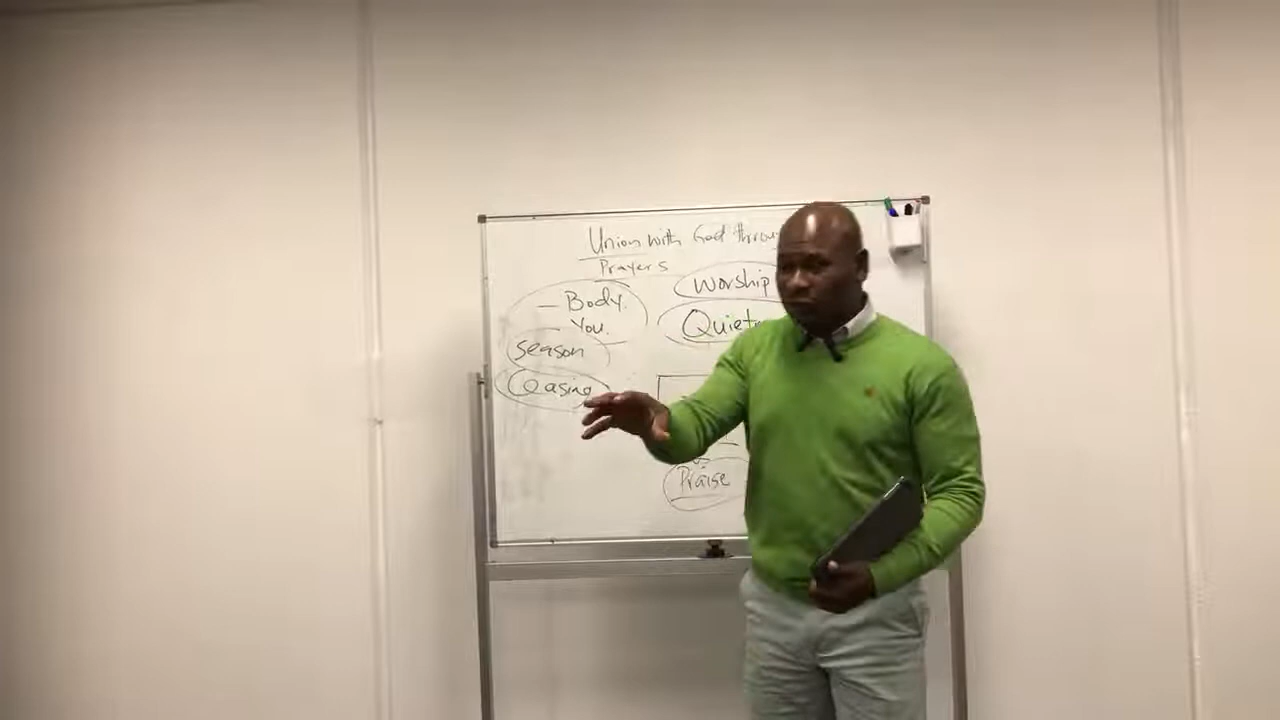 Union with God throu
Prayers
– Body
You.
season
Ceasing
Worship
Quiet
Praise